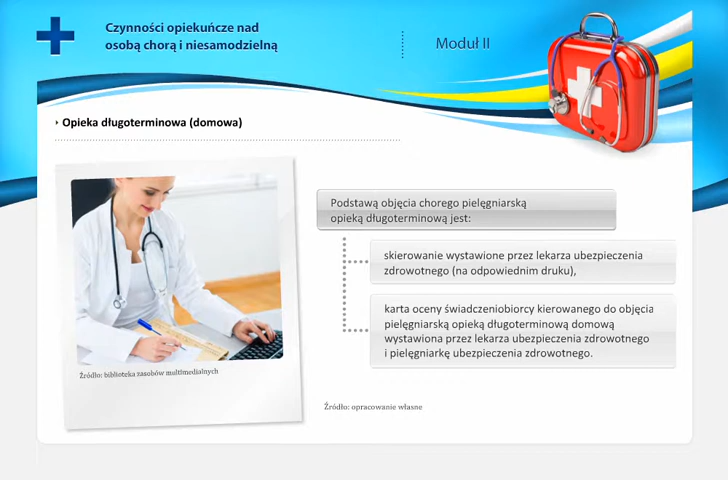 Czynności opiekuńcze nad
osobą chorą i niesamodzielną
Moduł II
Opieka długoterminowa (domowa)
Podstawą objęcia chorego pielęgniarską
opieką długoterminową jest:
skierowanie wystawione przez lekarza ubezpieczenia
zdrowotnego (na odpowiednim druku),
karta oceny świadczeniobiorcy kierowanego do objęcia
pielęgniarską opieką długoterminową domową
wystawiona przez lekarza ubezpieczenia zdrowotnego
i pielęgniarkę ubezpieczenia zdrowotnego.
Źródło: biblioteka zasobów multimedialnych
Źródło: opracowanie własne